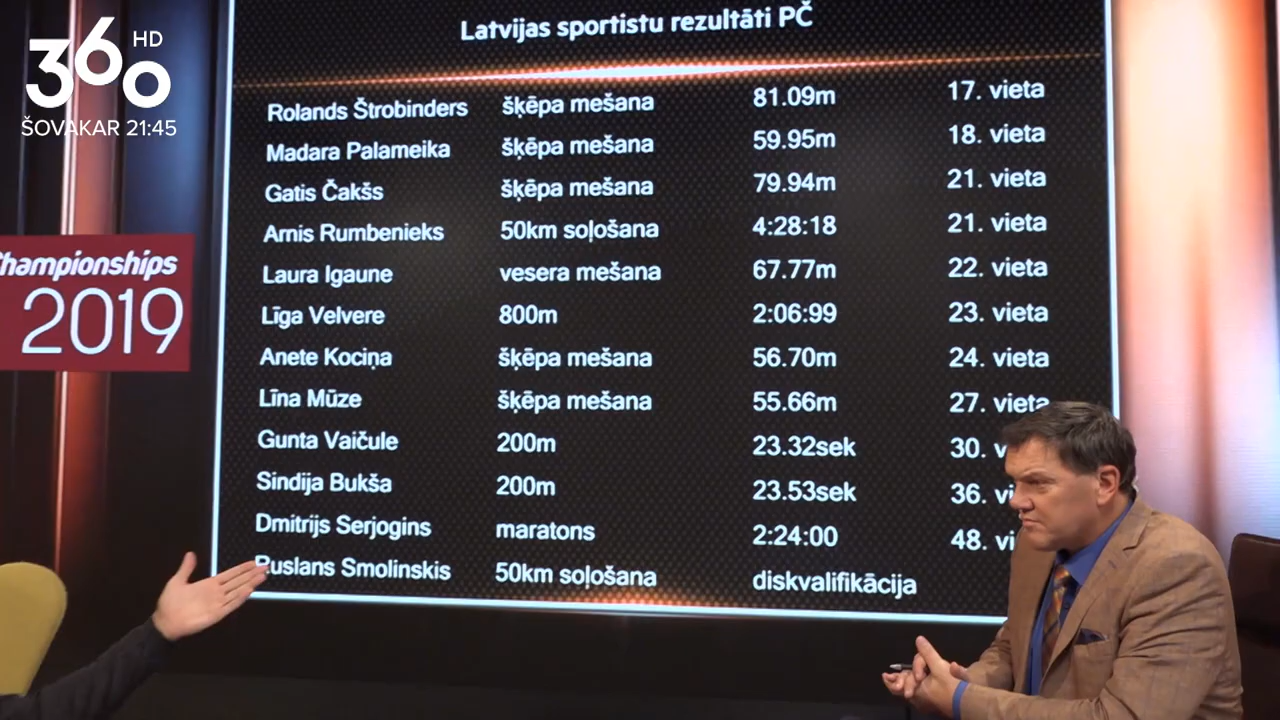 360 HD
ŠOVAKAR 21:45
Championships
2019
Latvijas sportistu rezultāti PČ
Rolands Štrobinders šķēpa mešana 81.09m 17. vieta
Madara Palameika šķēpa mešana 59.95m 18. vieta
Gatis Čakšs šķēpa mešana 79.94m 21. vieta
Arnis Rumbenieks 50km soļošana 4:28:18 21. vieta
Laura Igaune vesera mešana 67.77m 22. vieta
Līga Velvere 800m 2:06:99 23. vieta
Anete Kociņa šķēpa mešana 56.70m 24. vieta
Līna Mūze šķēpa mešana 55.66m 27. vieta
Gunta Vaičule 200m 23.32sek 30.
Sindija Bukša 200m 23.53sek 36.
Dmitrijs Serjogins maratons 2:24:00 48.
Ruslans Smolinskis 50km soļošana diskvalifikācija